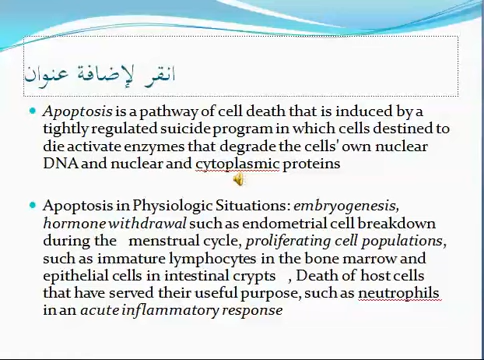 انقر لإضافة عنوان
Apoptosis is a pathway of cell death that is induced by a
tightly regulated suicide program in which cells destined to
die activate enzymes that degrade the cells' own nuclear
DNA and nuclear and cytoplasmic proteins
Apoptosis in Physiologic Situations: embryogenesis,
hormone withdrawal such as endometrial cell breakdown
during the menstrual cycle, proliferating cell populations,
such as immature lymphocytes in the bone marrow and
epithelial cells in intestinal crypts , Death of host cells
that have served their useful purpose, such as neutrophils
in an acute inflammatory response